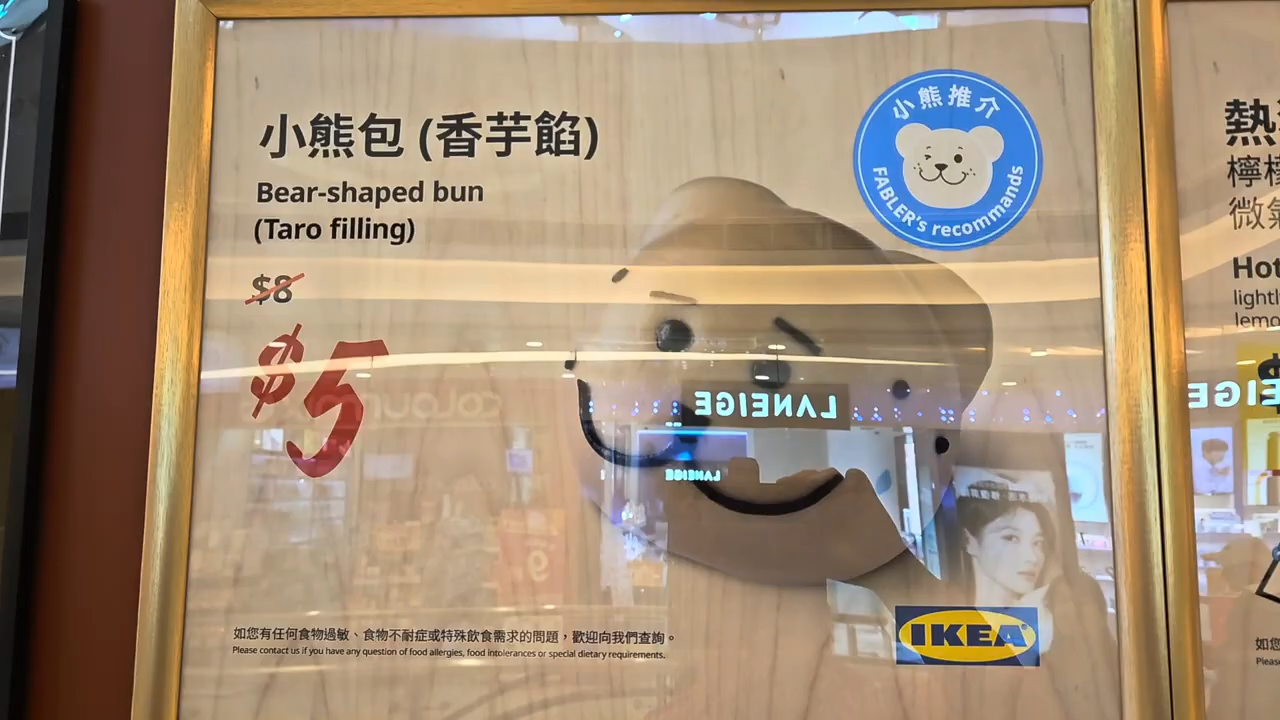 小熊包 (香芋餡)
Bear-shaped bun
(Taro filling)
$8
$5
小熊推介
FABLER's recommands
LANEIGE
LANEIGE
如您有任何食物過敏、食物不耐症或特殊飲食需求的問題，歡迎向我們查詢。
Please contact us if you have any question of food allergies, food intolerances or special dietary requirements.
IKEA
熱
檸
微
Hot
light
lemo
如您
Please